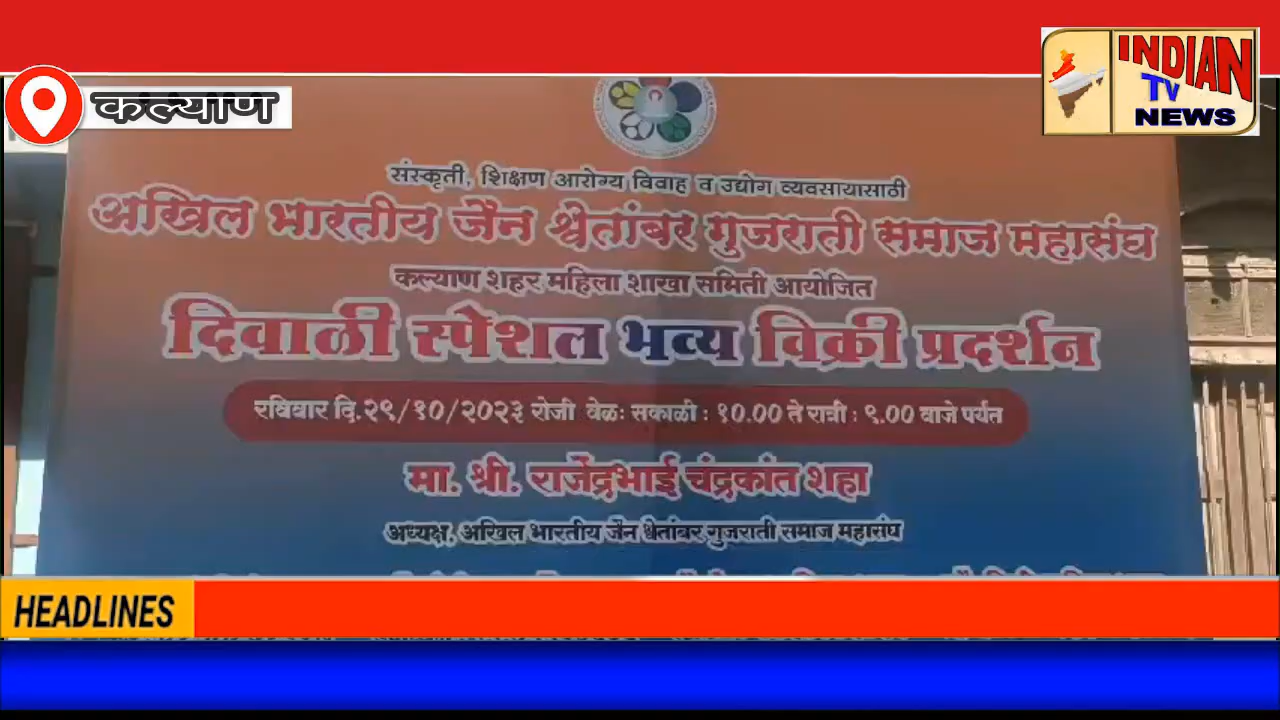 कल्याण
INDIAN
TV
NEWS
संस्कृती, शिक्षण आरोग्य विवाह व उद्योग व्यवसायासाठी
अखिल भारतीय जैन श्वेतांबर गुजराती समाज महासंघ
कल्याण शहर महिला शाखा समिती आयोजित
दिवाळी स्पेशल भव्य विक्री प्रदर्शन
रविवार दि.२९/१०/२०२३ रोजी वेळ: सकाळी : १०.00 ते रात्री : ९.00 वाजे पर्यंत
मा. श्री. राजेंद्रभाई चंद्रकांत शहा
अध्यक्ष, अखिल भारतीय जैन श्वेतांबर गुजराती समाज महासंघ
HEADLINES